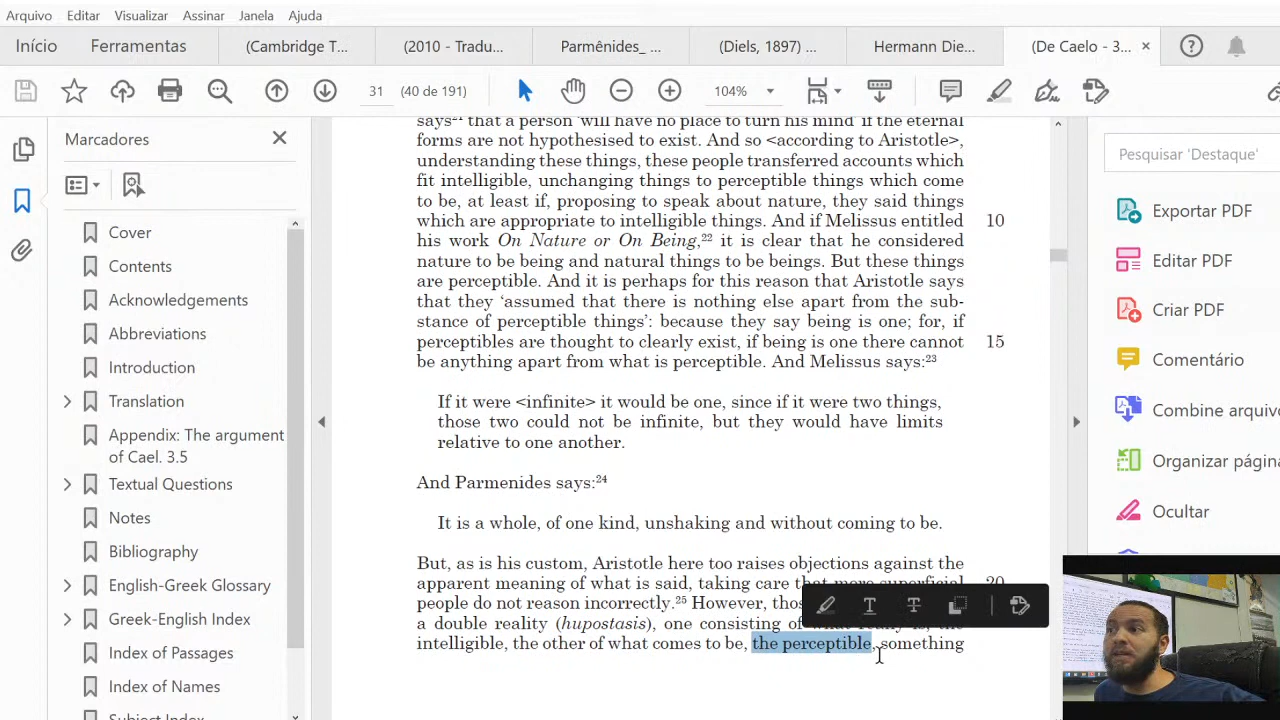 Arquivo Editar Visualizar Assinar Janela Ajuda
Início Ferramentas (Cambridge T... (2010 - Tradu... Parmênides_ ... (Diels, 1897) ... Hermann Die... (De Caelo - 3...
31 (40 de 191) 104%
Marcadores
Cover
Contents
Acknowledgements
Abbreviations
Introduction
Translation
Appendix: The argument
of Cael. 3.5
Textual Questions
Notes
Bibliography
English-Greek Glossary
Greek-English Index
Index of Passages
Index of Names
Subject Index
says²¹ that a person 'will have no place to turn his mind' if the eternal
forms are not hypothesised to exist. And so <according to Aristotle>,
understanding these things, these people transferred accounts which
fit intelligible, unchanging things to perceptible things which come
to be, at least if, proposing to speak about nature, they said things
which are appropriate to intelligible things. And if Melissus entitled 10
his work On Nature or On Being,²² it is clear that he considered
nature to be being and natural things to be beings. But these things
are perceptible. And it is perhaps for this reason that Aristotle says
that they 'assumed that there is nothing else apart from the sub-
stance of perceptible things': because they say being is one; for, if
perceptibles are thought to clearly exist, if being is one there cannot 15
be anything apart from what is perceptible. And Melissus says:²³
If it were <infinite> it would be one, since if it were two things,
those two could not be infinite, but they would have limits
relative to one another.
And Parmenides says:²⁴
It is a whole, of one kind, unshaking and without coming to be.
But, as is his custom, Aristotle here too raises objections against the
apparent meaning of what is said, taking care that more superficial 20
people do not reason incorrectly.²⁵ However, thos
a double reality (hupostasis), one consisting of what really is, the
intelligible, the other of what comes to be, the perceptible, something
Pesquisar 'Destaque'
Exportar PDF
Editar PDF
Criar PDF
Comentário
Combine arquivo
Organizar página
Ocultar